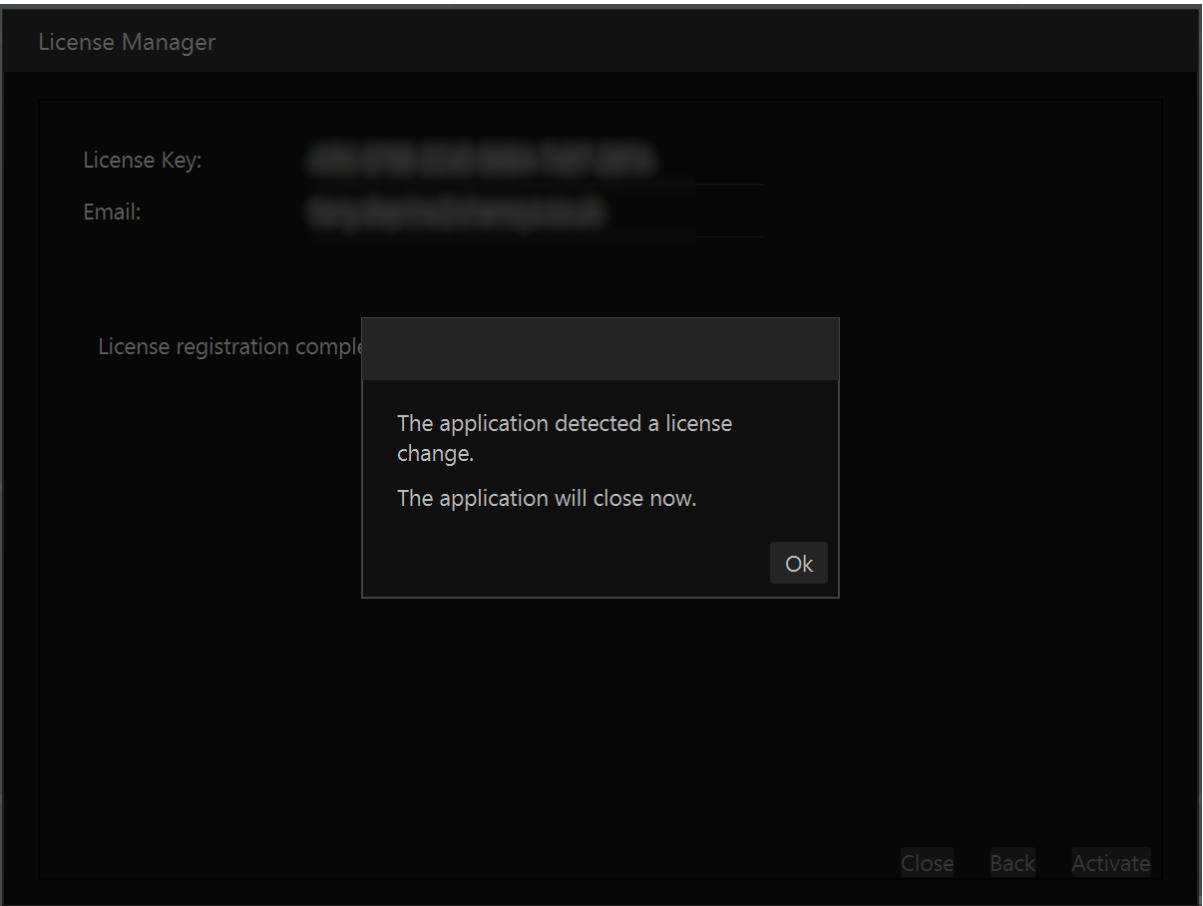 License Manager
License Key:
Email:
License registration
The application detected a license
change.
The application will close now.
Ok
Close Back Activate